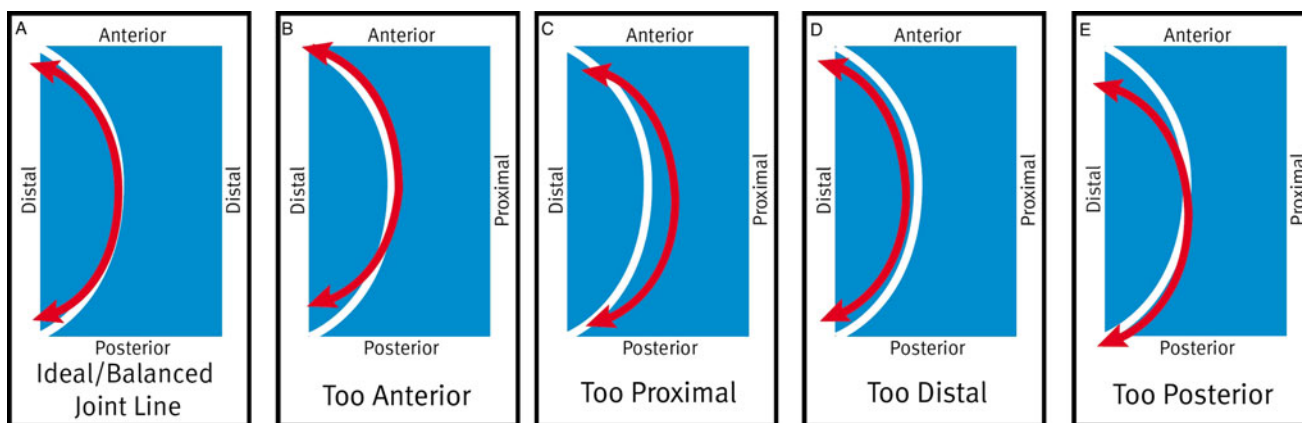 A
Anterior
Distal
Distal
Posterior
Ideal/Balanced
Joint Line
B
Anterior
Distal
Proximal
Posterior
Too Anterior
C
Anterior
Distal
Proximal
Posterior
Too Proximal
D
Anterior
Distal
Proximal
Posterior
Too Distal
E
Anterior
Distal
Proximal
Posterior
Too Posterior